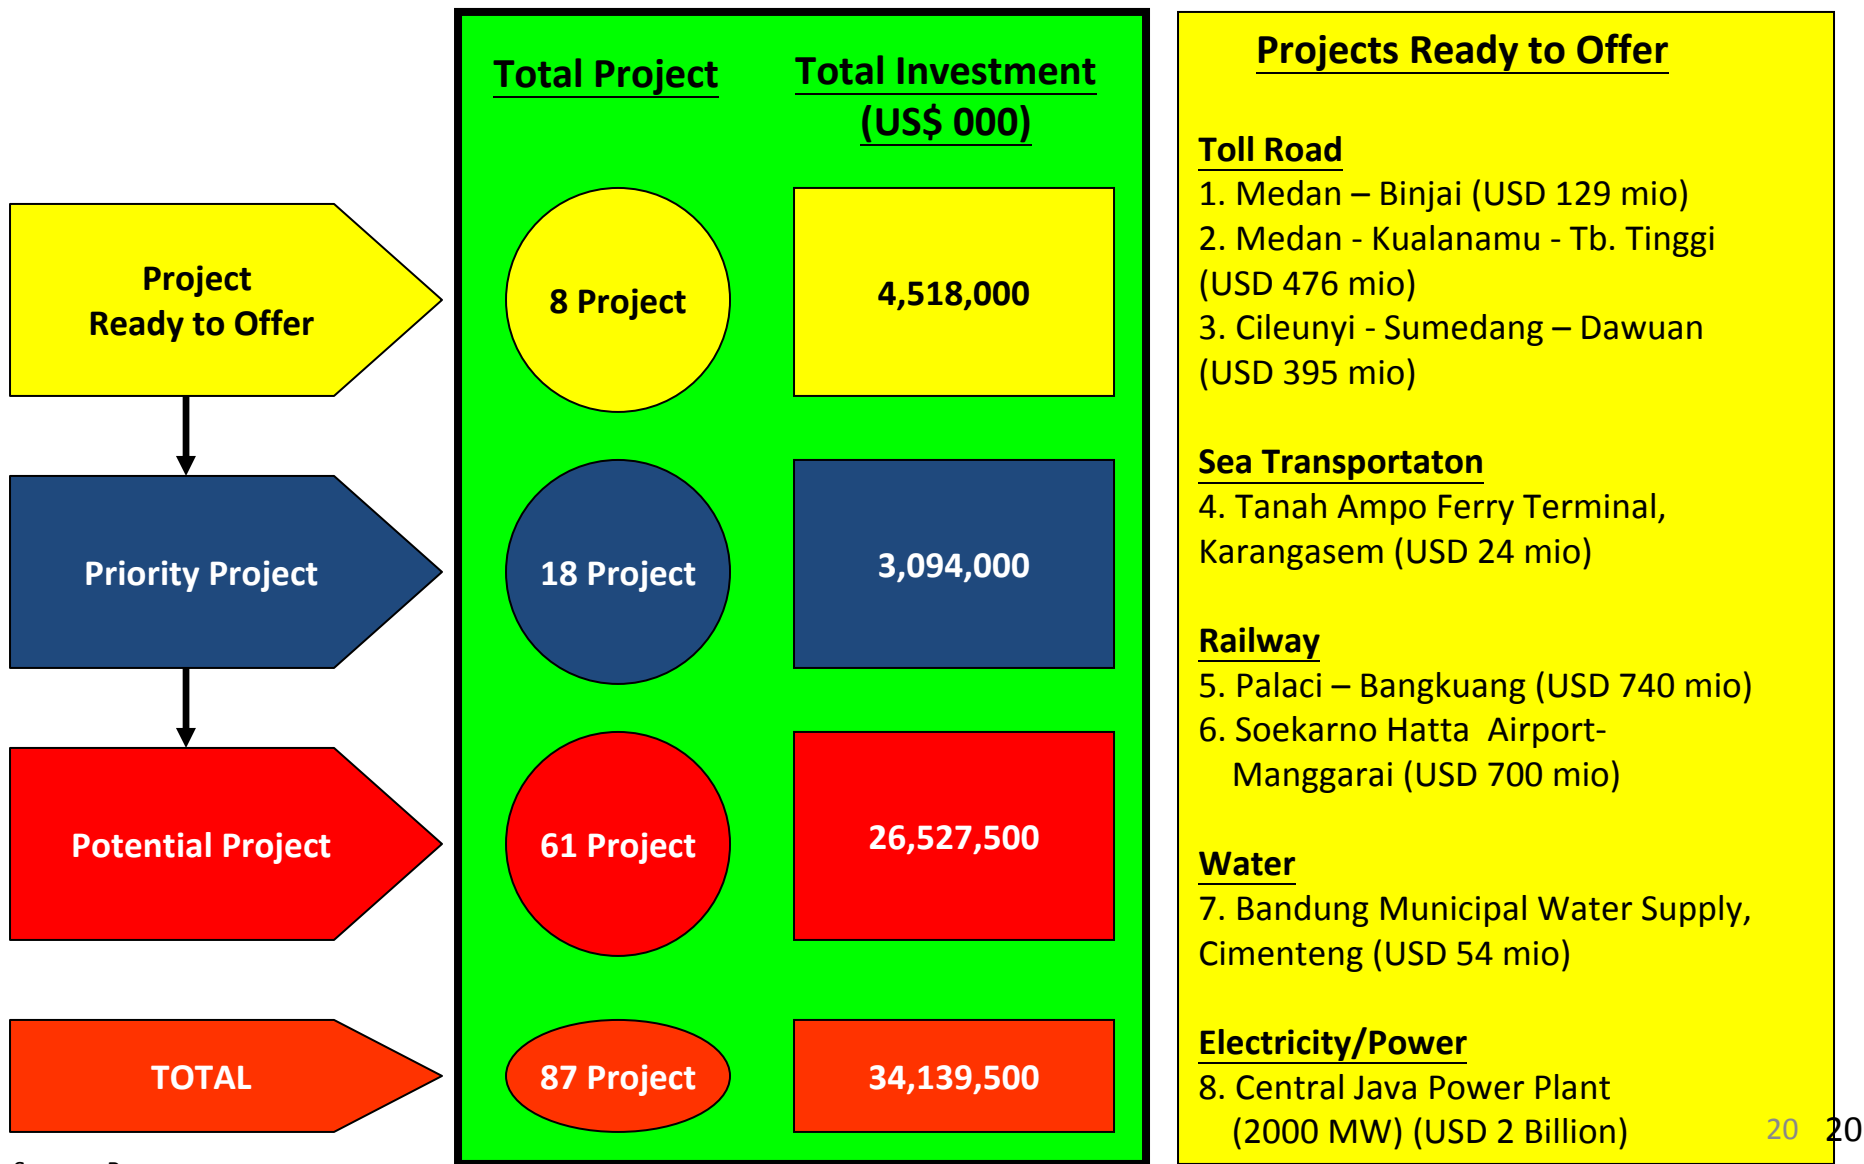 Total Project
Total Investment
(US$ 000)
Project
Ready to Offer
8 Project
4,518,000
Priority Project
18 Project
3,094,000
Potential Project
61 Project
26,527,500
TOTAL
87 Project
34,139,500
Projects Ready to Offer
Toll Road
1. Medan – Binjai (USD 129 mio)
2. Medan - Kualanamu - Tb. Tinggi
(USD 476 mio)
3. Cileunyi - Sumedang – Dawuan
(USD 395 mio)
Sea Transportaton
4. Tanah Ampo Ferry Terminal,
Karangasem (USD 24 mio)
Railway
5. Palaci – Bangkuang (USD 740 mio)
6. Soekarno Hatta Airport-
Manggarai (USD 700 mio)
Water
7. Bandung Municipal Water Supply,
Cimenteng (USD 54 mio)
Electricity/Power
8. Central Java Power Plant
(2000 MW) (USD 2 Billion)
20 20